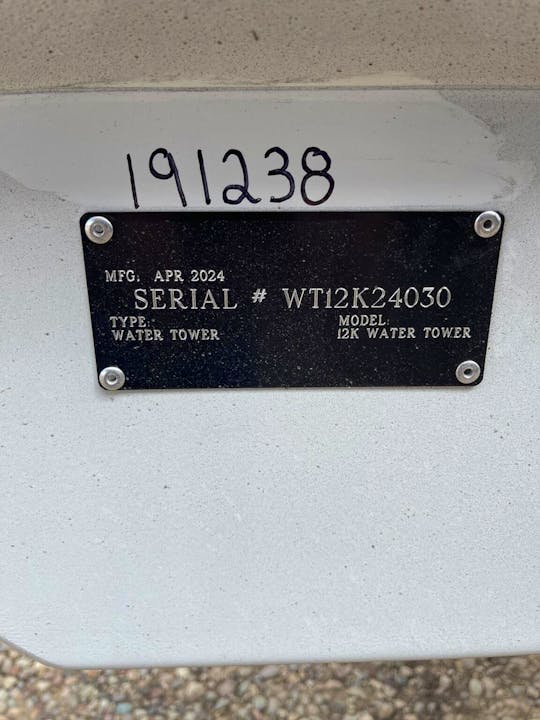 191238
MFG: APR 2024
SERIAL # WT12K24030
TYPE: MODEL:
WATER TOWER 12K WATER TOWER